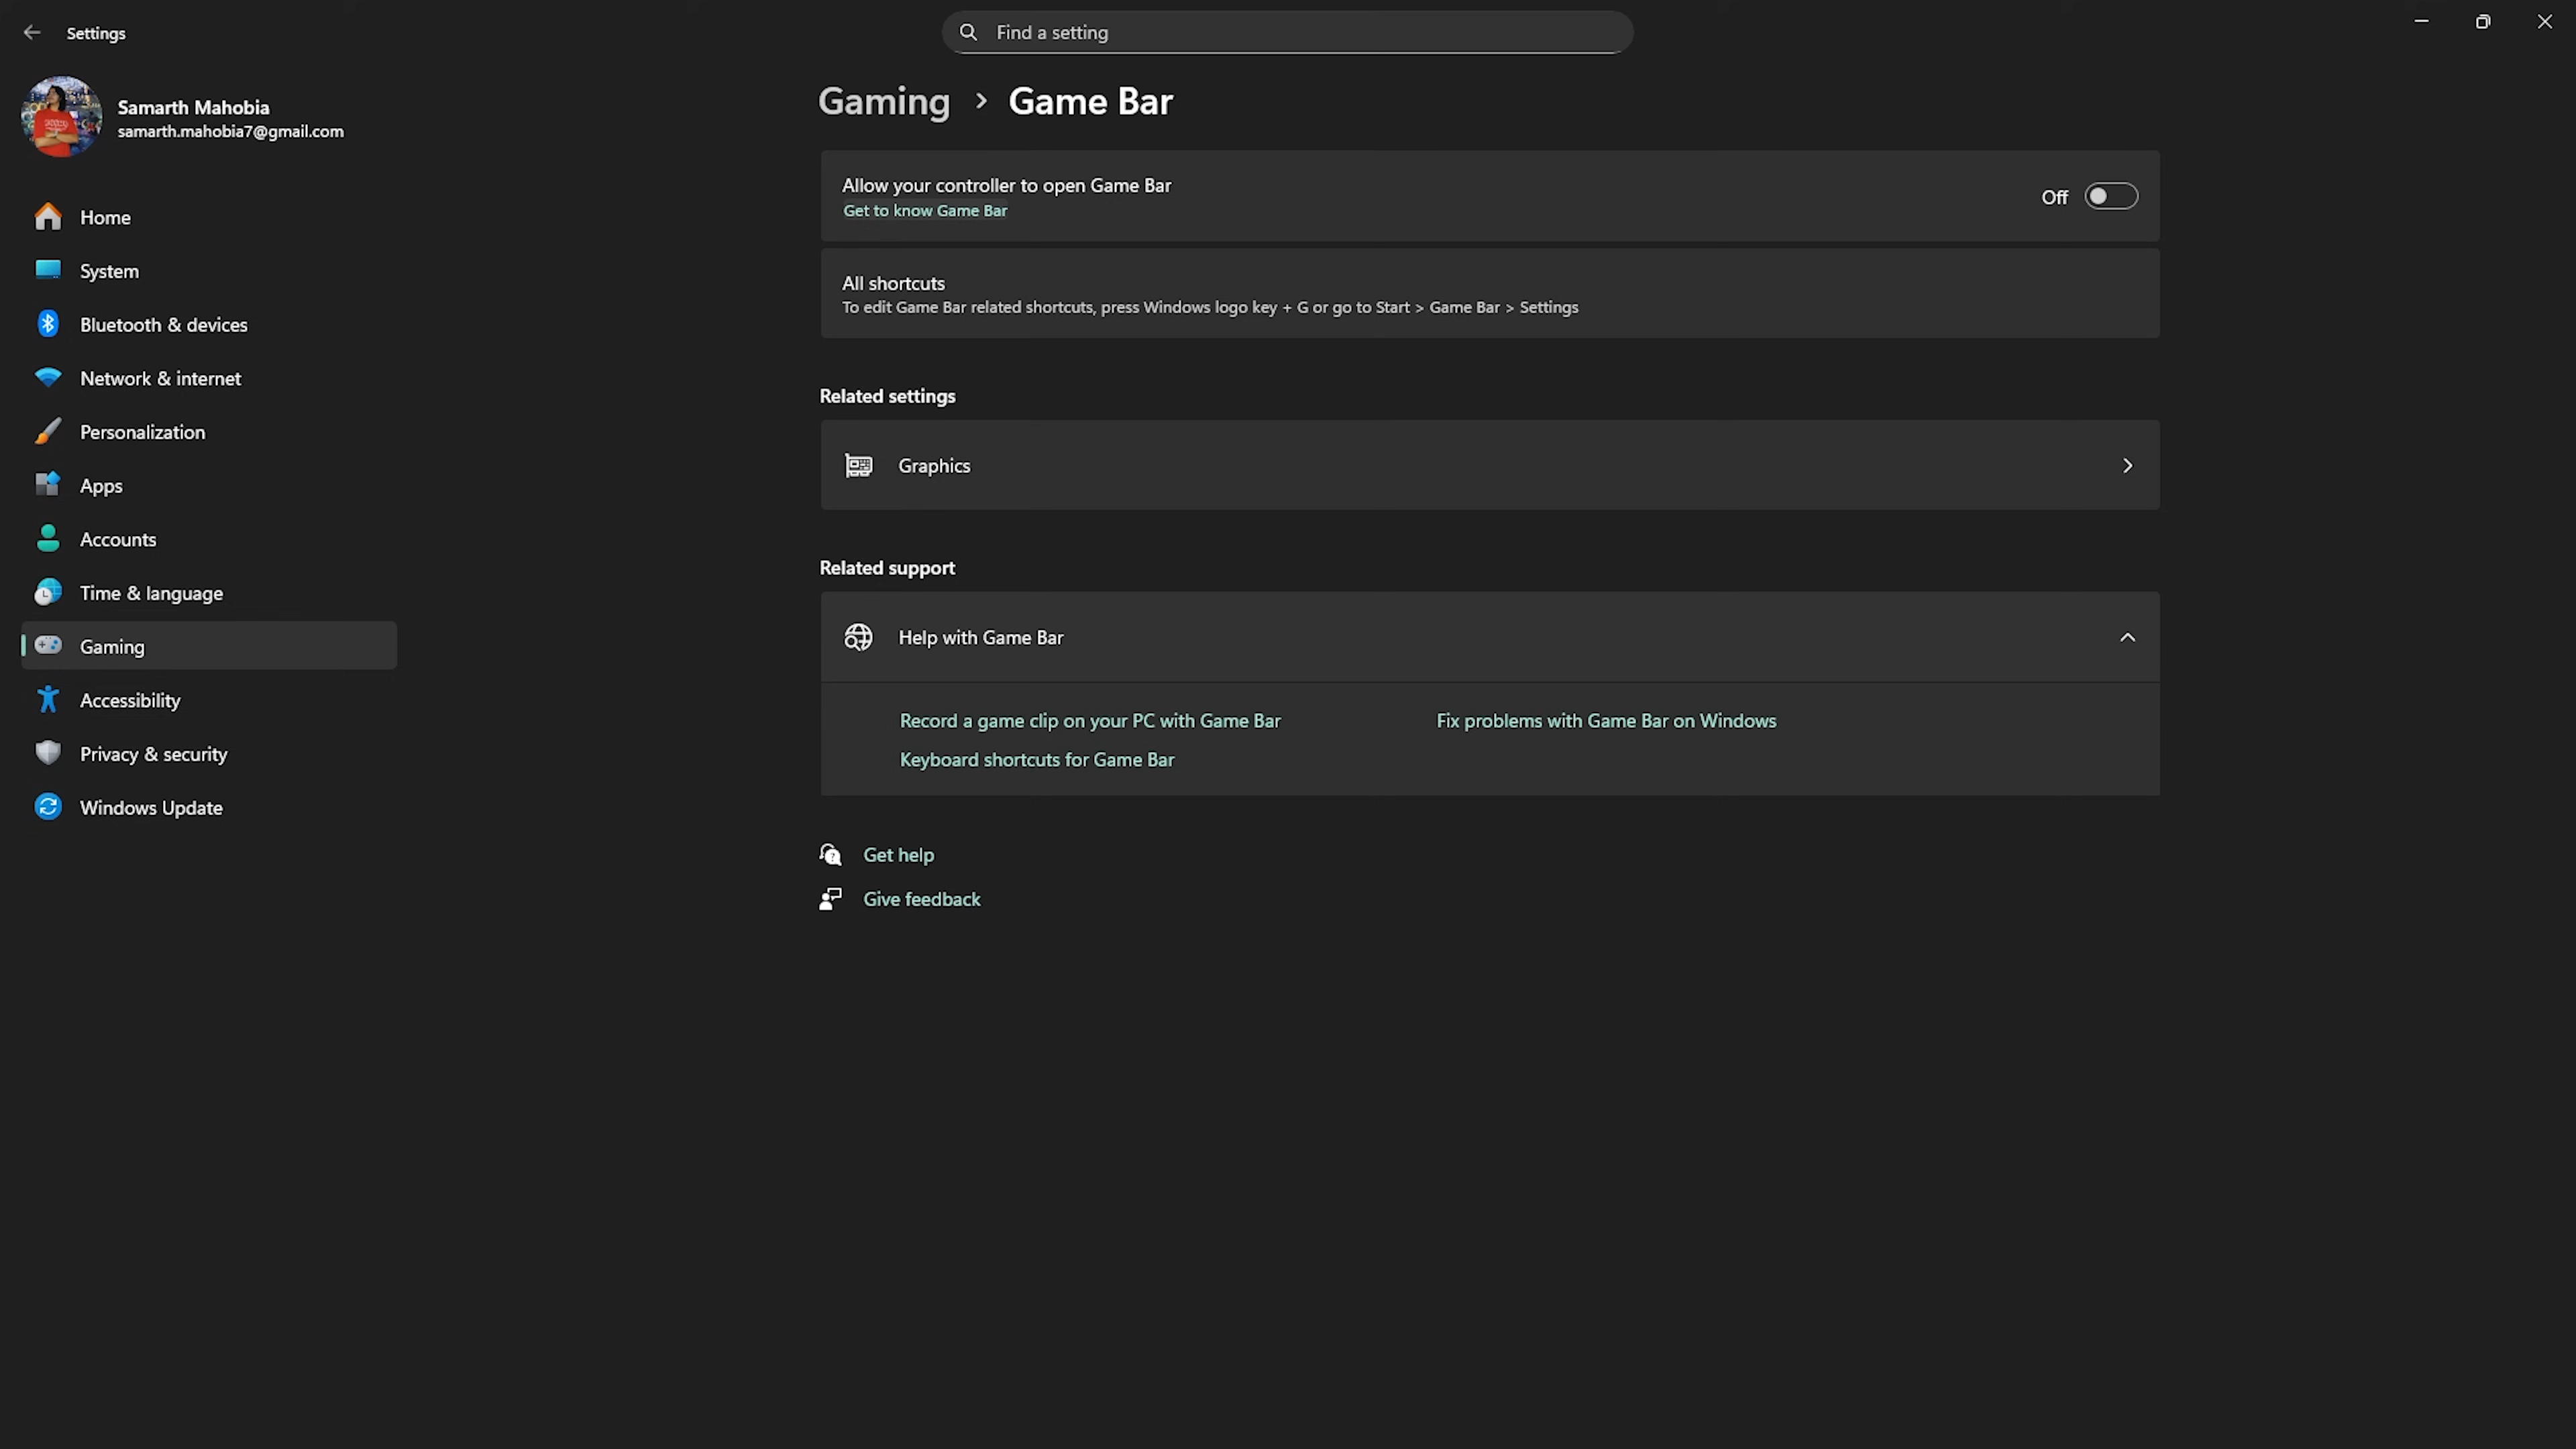 Settings
Find a setting
Samarth Mahobia
samarth.mahobia7@gmail.com
Home
System
Bluetooth & devices
Network & internet
Personalization
Apps
Accounts
Time & language
Gaming
Accessibility
Privacy & security
Windows Update
Gaming > Game Bar
Allow your controller to open Game Bar
Get to know Game Bar
Off
All shortcuts
To edit Game Bar related shortcuts, press Windows logo key + G or go to Start > Game Bar > Settings
Related settings
Graphics
Related support
Help with Game Bar
Record a game clip on your PC with Game Bar
Fix problems with Game Bar on Windows
Keyboard shortcuts for Game Bar
Get help
Give feedback